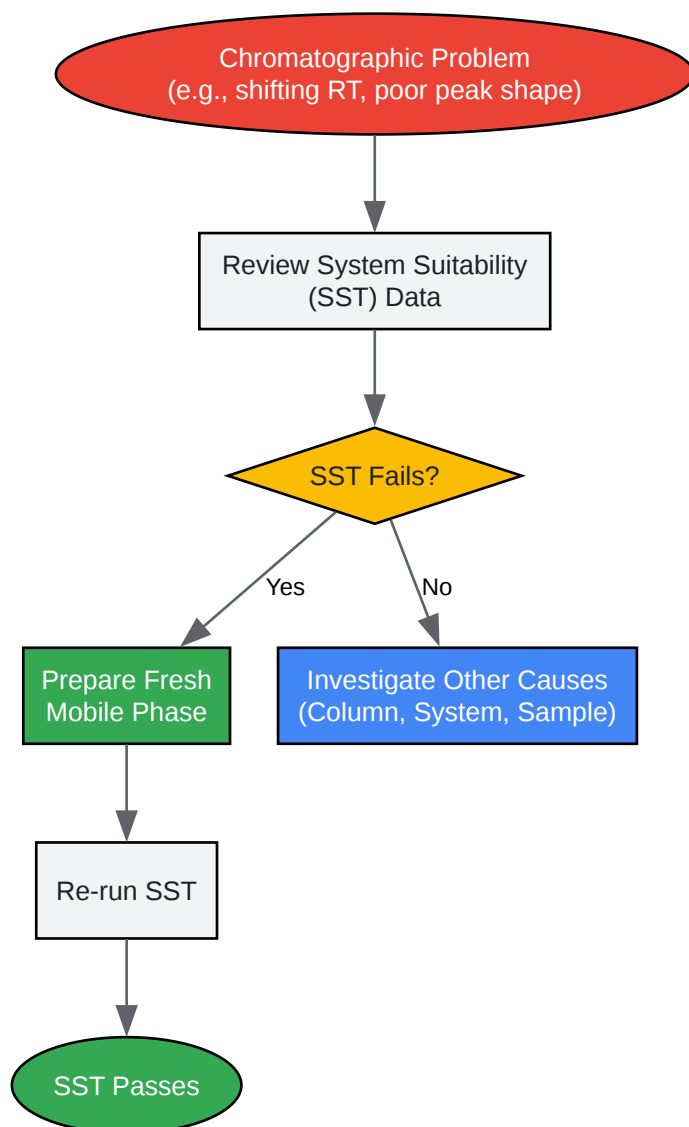 Chromatographic Problem
(e.g., shifting RT, poor peak shape)
Review System Suitability
(SST) Data
SST Fails?
Yes
No
Prepare Fresh
Mobile Phase
Investigate Other Causes
(Column, System, Sample)
Re-run SST
SST Passes